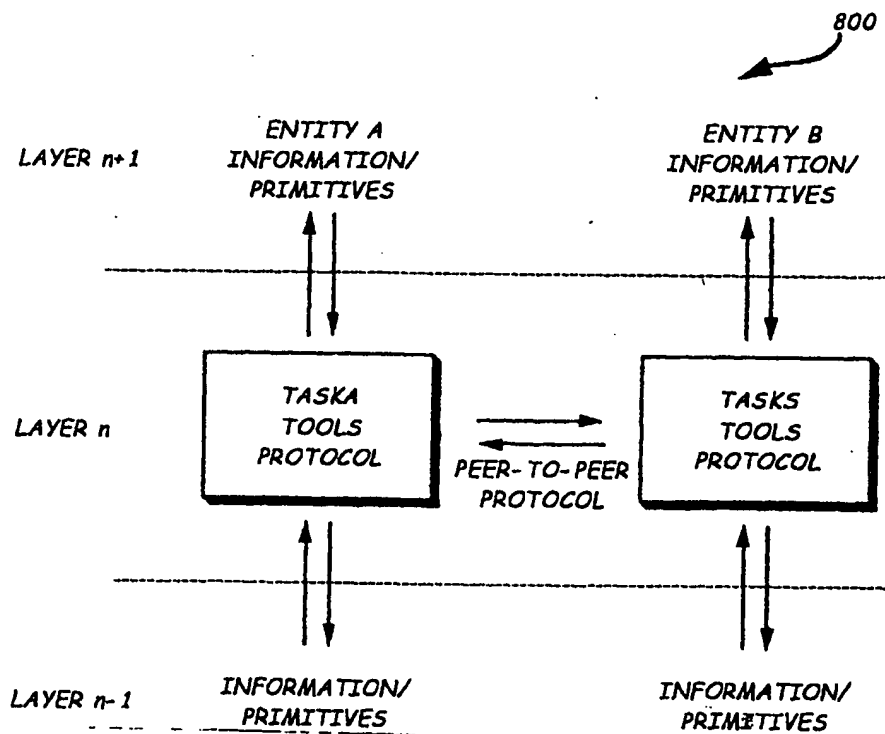 800
LAYER n+1
ENTITY A
INFORMATION/
PRIMITIVES
ENTITY B
INFORMATION/
PRIMITIVES
LAYER n
TASKA
TOOLS
PROTOCOL
PEER-TO-PEER
PROTOCOL
TASKS
TOOLS
PROTOCOL
LAYER n-1
INFORMATION/
PRIMITIVES
INFORMATION/
PRIMITIVES